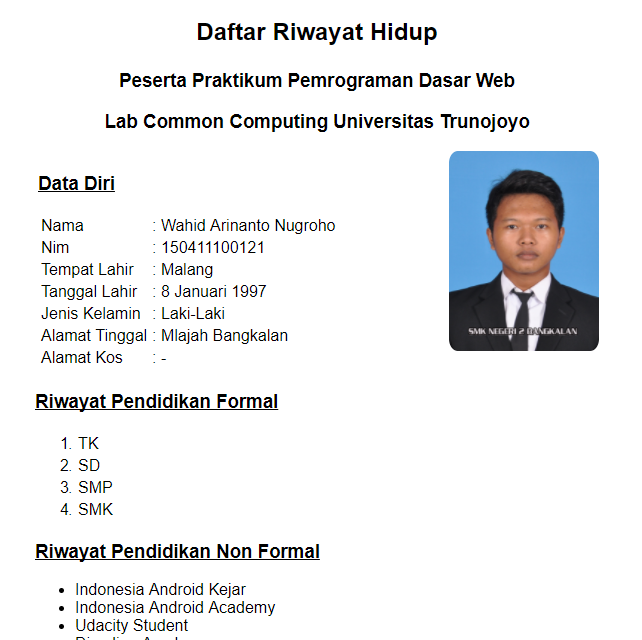 Daftar Riwayat Hidup
Peserta Praktikum Pemrograman Dasar Web
Lab Common Computing Universitas Trunojoyo
Data Diri
Nama : Wahid Arinanto Nugroho
Nim : 150411100121
Tempat Lahir : Malang
Tanggal Lahir : 8 Januari 1997
Jenis Kelamin : Laki-Laki
Alamat Tinggal : Mlajah Bangkalan
Alamat Kos : -
SMK NEGERI 2 BANGKALAN
Riwayat Pendidikan Formal
1. TK
2. SD
3. SMP
4. SMK
Riwayat Pendidikan Non Formal
• Indonesia Android Kejar
• Indonesia Android Academy
• Udacity Student